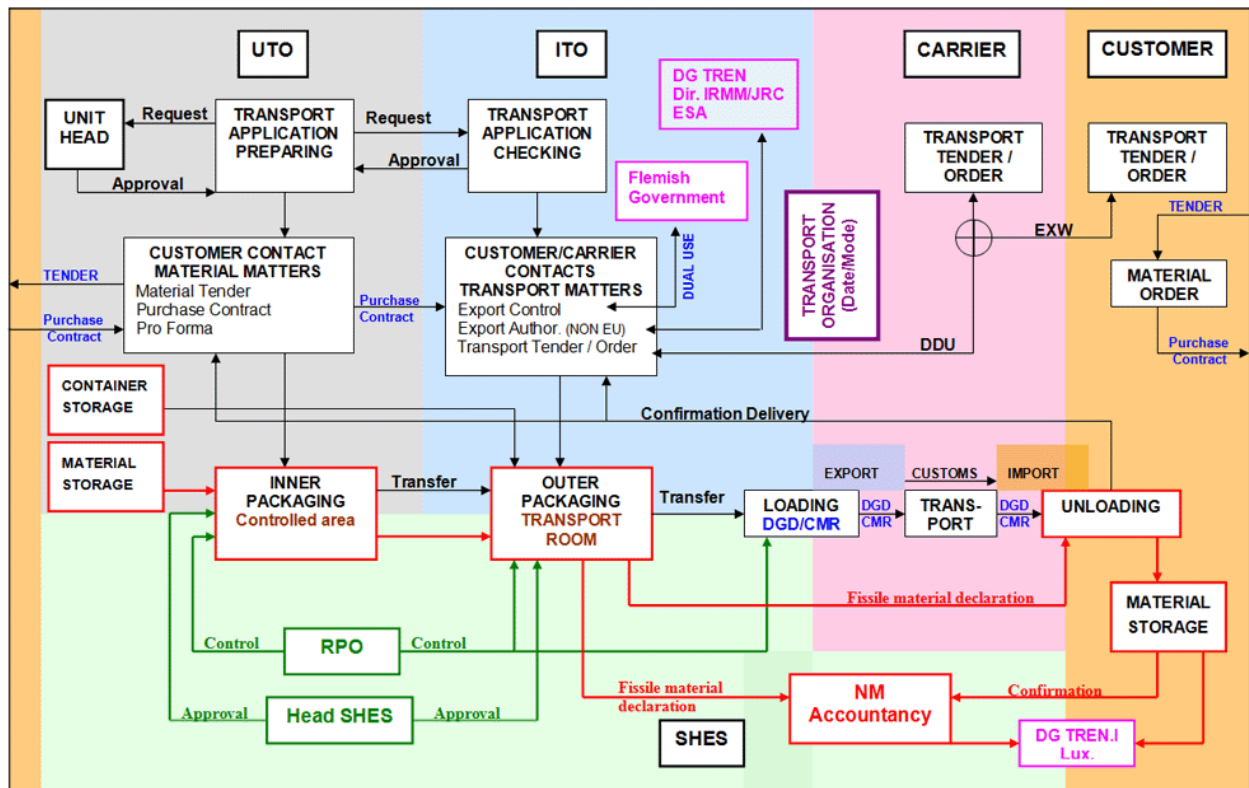 UTO
ITO
CARRIER
CUSTOMER
DG TREN
Dir. IRMM/JRC
ESA
UNIT
HEAD
Request
TRANSPORT
APPLICATION
PREPARING
Request
Approval
TRANSPORT
APPLICATION
CHECKING
Approval
Flemish
Government
TRANSPORT
TENDER /
ORDER
TRANSPORT
TENDER /
ORDER
TRANSPORT
ORGANISATION
(Date/Mode)
EXW
TENDER
DUAL USE
CUSTOMER CONTACT
MATERIAL MATTERS
Material Tender
Purchase Contract
Pro Forma
TENDER
Purchase
Contract
Purchase
Contract
CUSTOMER/CARRIER
CONTACTS
TRANSPORT MATTERS
Export Control
Export Author. (NON EU)
Transport Tender / Order
MATERIAL
ORDER
DDU
Purchase
Contract
CONTAINER
STORAGE
Confirmation Delivery
MATERIAL
STORAGE
INNER
PACKAGING
Controlled area
Transfer
OUTER
PACKAGING
TRANSPORT
ROOM
Transfer
EXPORT
CUSTOMS
IMPORT
LOADING
DGD/CMR
DGD
CMR
TRANS-
PORT
DGD
CMR
UNLOADING
Fissile material declaration
MATERIAL
STORAGE
Control
RPO
Control
Approval
Head SHES
Approval
Fissile material
declaration
NM
Accountancy
Confirmation
SHES
DG TREN.I
Lux.